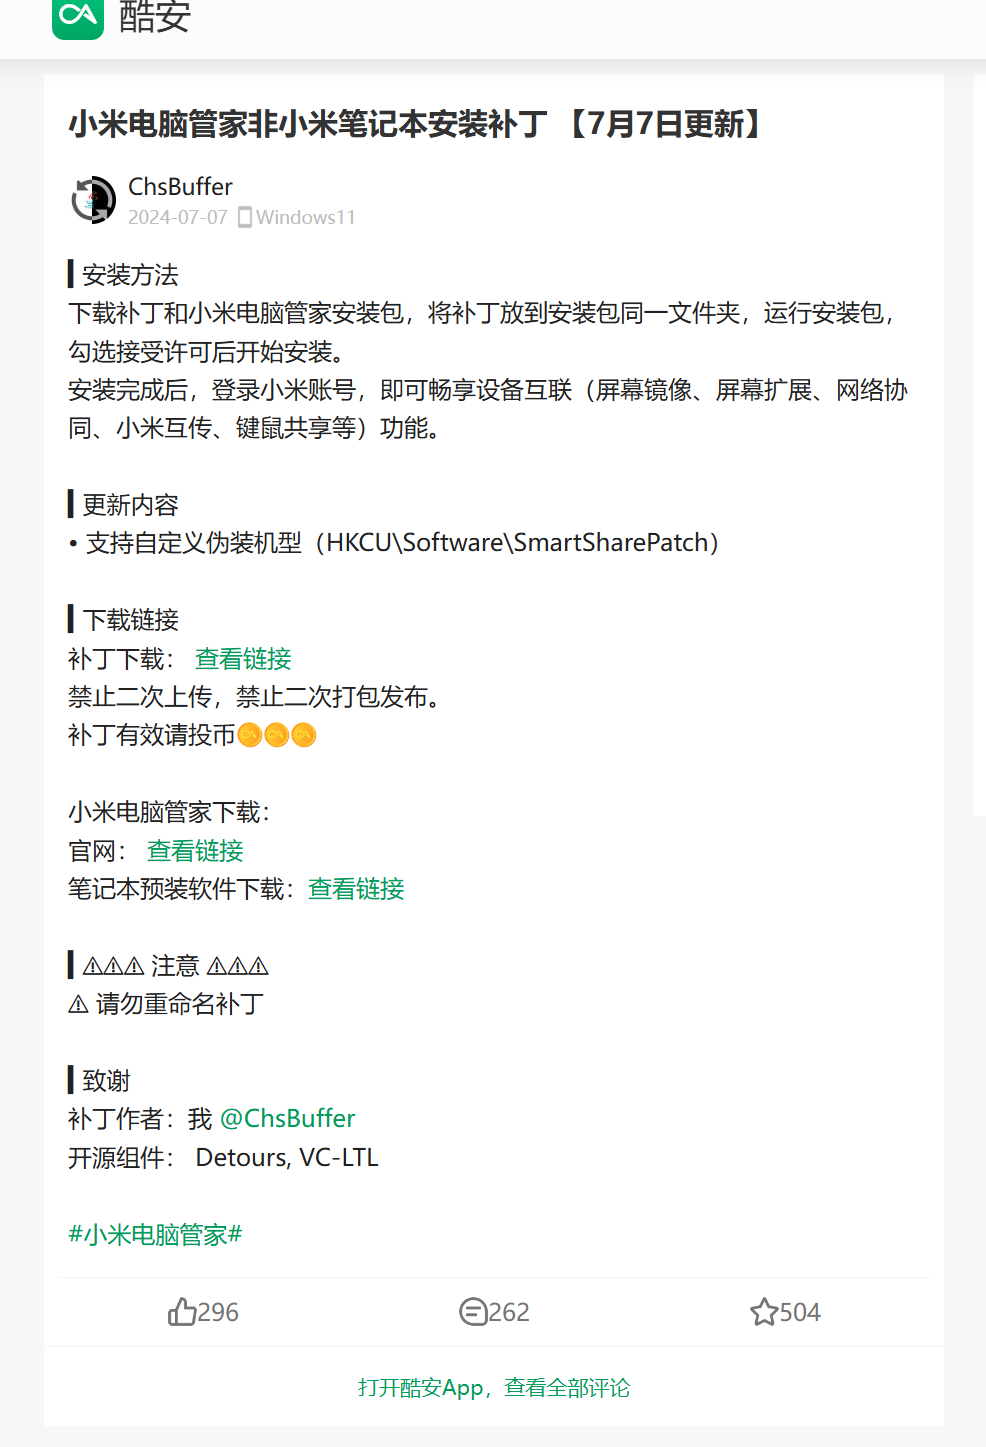 酷安
小米电脑管家非小米笔记本安装补丁 【7月7日更新】
ChsBuffer
2024-07-07 Windows11
▎安装方法
下载补丁和小米电脑管家安装包，将补丁放到安装包同一文件夹，运行安装包，
勾选接受许可后开始安装。
安装完成后，登录小米账号，即可畅享设备互联（屏幕镜像、屏幕扩展、网络协
同、小米互传、键鼠共享等）功能。
▎更新内容
• 支持自定义伪装机型（HKCU\Software\SmartSharePatch）
▎下载链接
补丁下载： 查看链接
禁止二次上传，禁止二次打包发布。
补丁有效请投币
小米电脑管家下载：
官网： 查看链接
笔记本预装软件下载：查看链接
▎⚠⚠⚠ 注意 ⚠⚠⚠
⚠ 请勿重命名补丁
▎致谢
补丁作者：我 @ChsBuffer
开源组件： Detours, VC-LTL
#小米电脑管家#
296 262 504
打开酷安App，查看全部评论